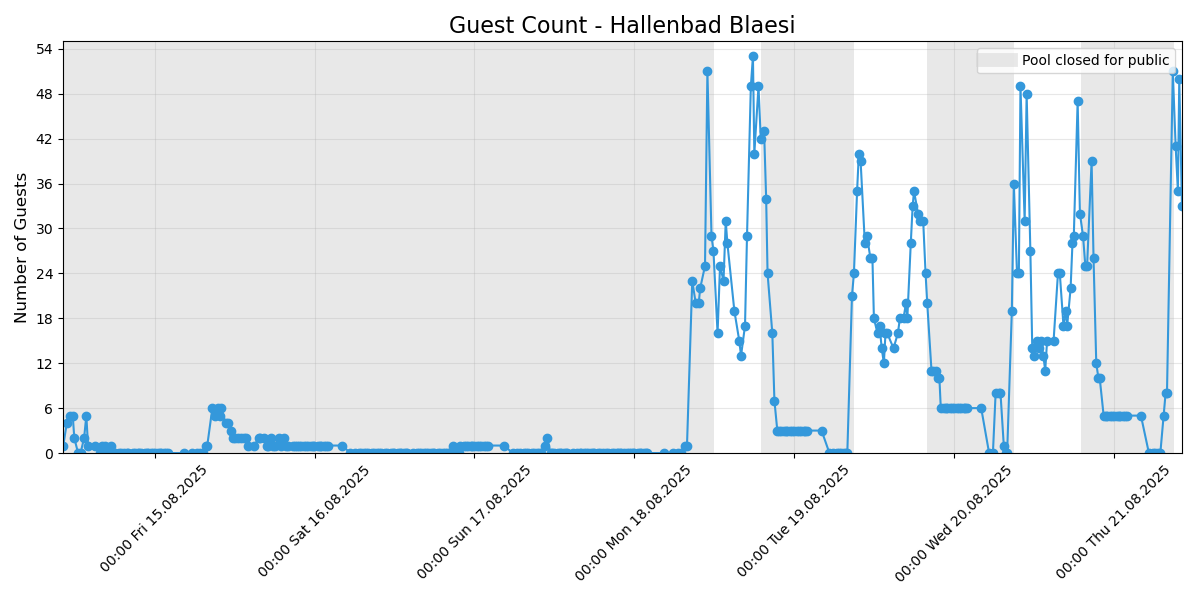 Guest Count - Hallenbad Blaesi
Pool closed for public
Number of Guests
54
48
42
36
30
24
18
12
6
0
00:00 Fri 15.08.2025
00:00 Sat 16.08.2025
00:00 Sun 17.08.2025
00:00 Mon 18.08.2025
00:00 Tue 19.08.2025
00:00 Wed 20.08.2025
00:00 Thu 21.08.2025